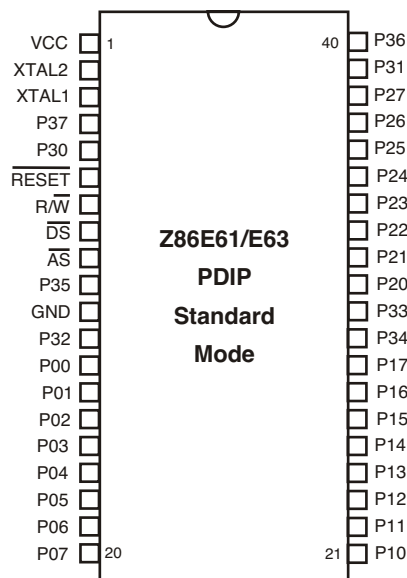 VCC 1 40 P36
XTAL2 P31
XTAL1 P27
P37 P26
P30 P25
RESET P24
R/W P23
DS P22
AS P21
P35 P20
GND P33
P32 P34
P00 P17
P01 P16
P02 P15
P03 P14
P04 P13
P05 P12
P06 P11
P07 20 21 P10
Z86E61/E63
PDIP
Standard
Mode